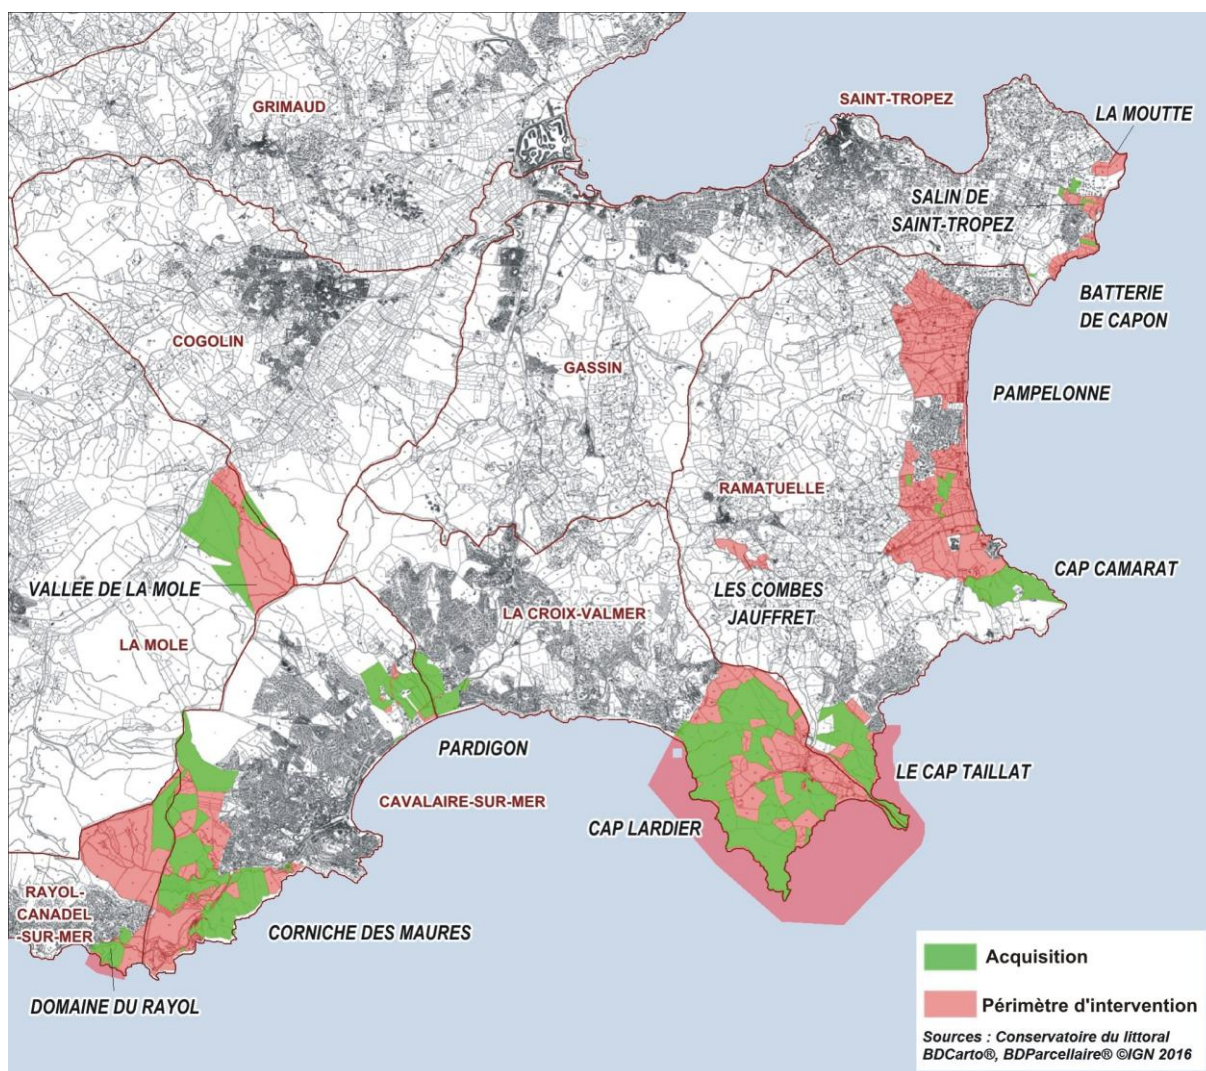 GRIMAUD
SAINT-TROPEZ
LA MOUTTE
SALIN DE
SAINT-TROPEZ
BATTERIE
DE CAPON
COGOLIN
GASSIN
PAMPELONNE
RAMATUELLE
CAP CAMARAT
VALLEE DE LA MOLE
LES COMBES
JAUFFRET
LA CROIX-VALMER
LA MOLE
PARDIGON
LE CAP TAILLAT
CAVALAIRE-SUR-MER
CAP LARDIER
RAYOL-
CANADEL
-SUR-MER
CORNICHE DES MAURES
DOMAINE DU RAYOL
Acquisition
Périmètre d'intervention
Sources : Conservatoire du littoral
BDCarto®, BDParcellaire® ©IGN 2016